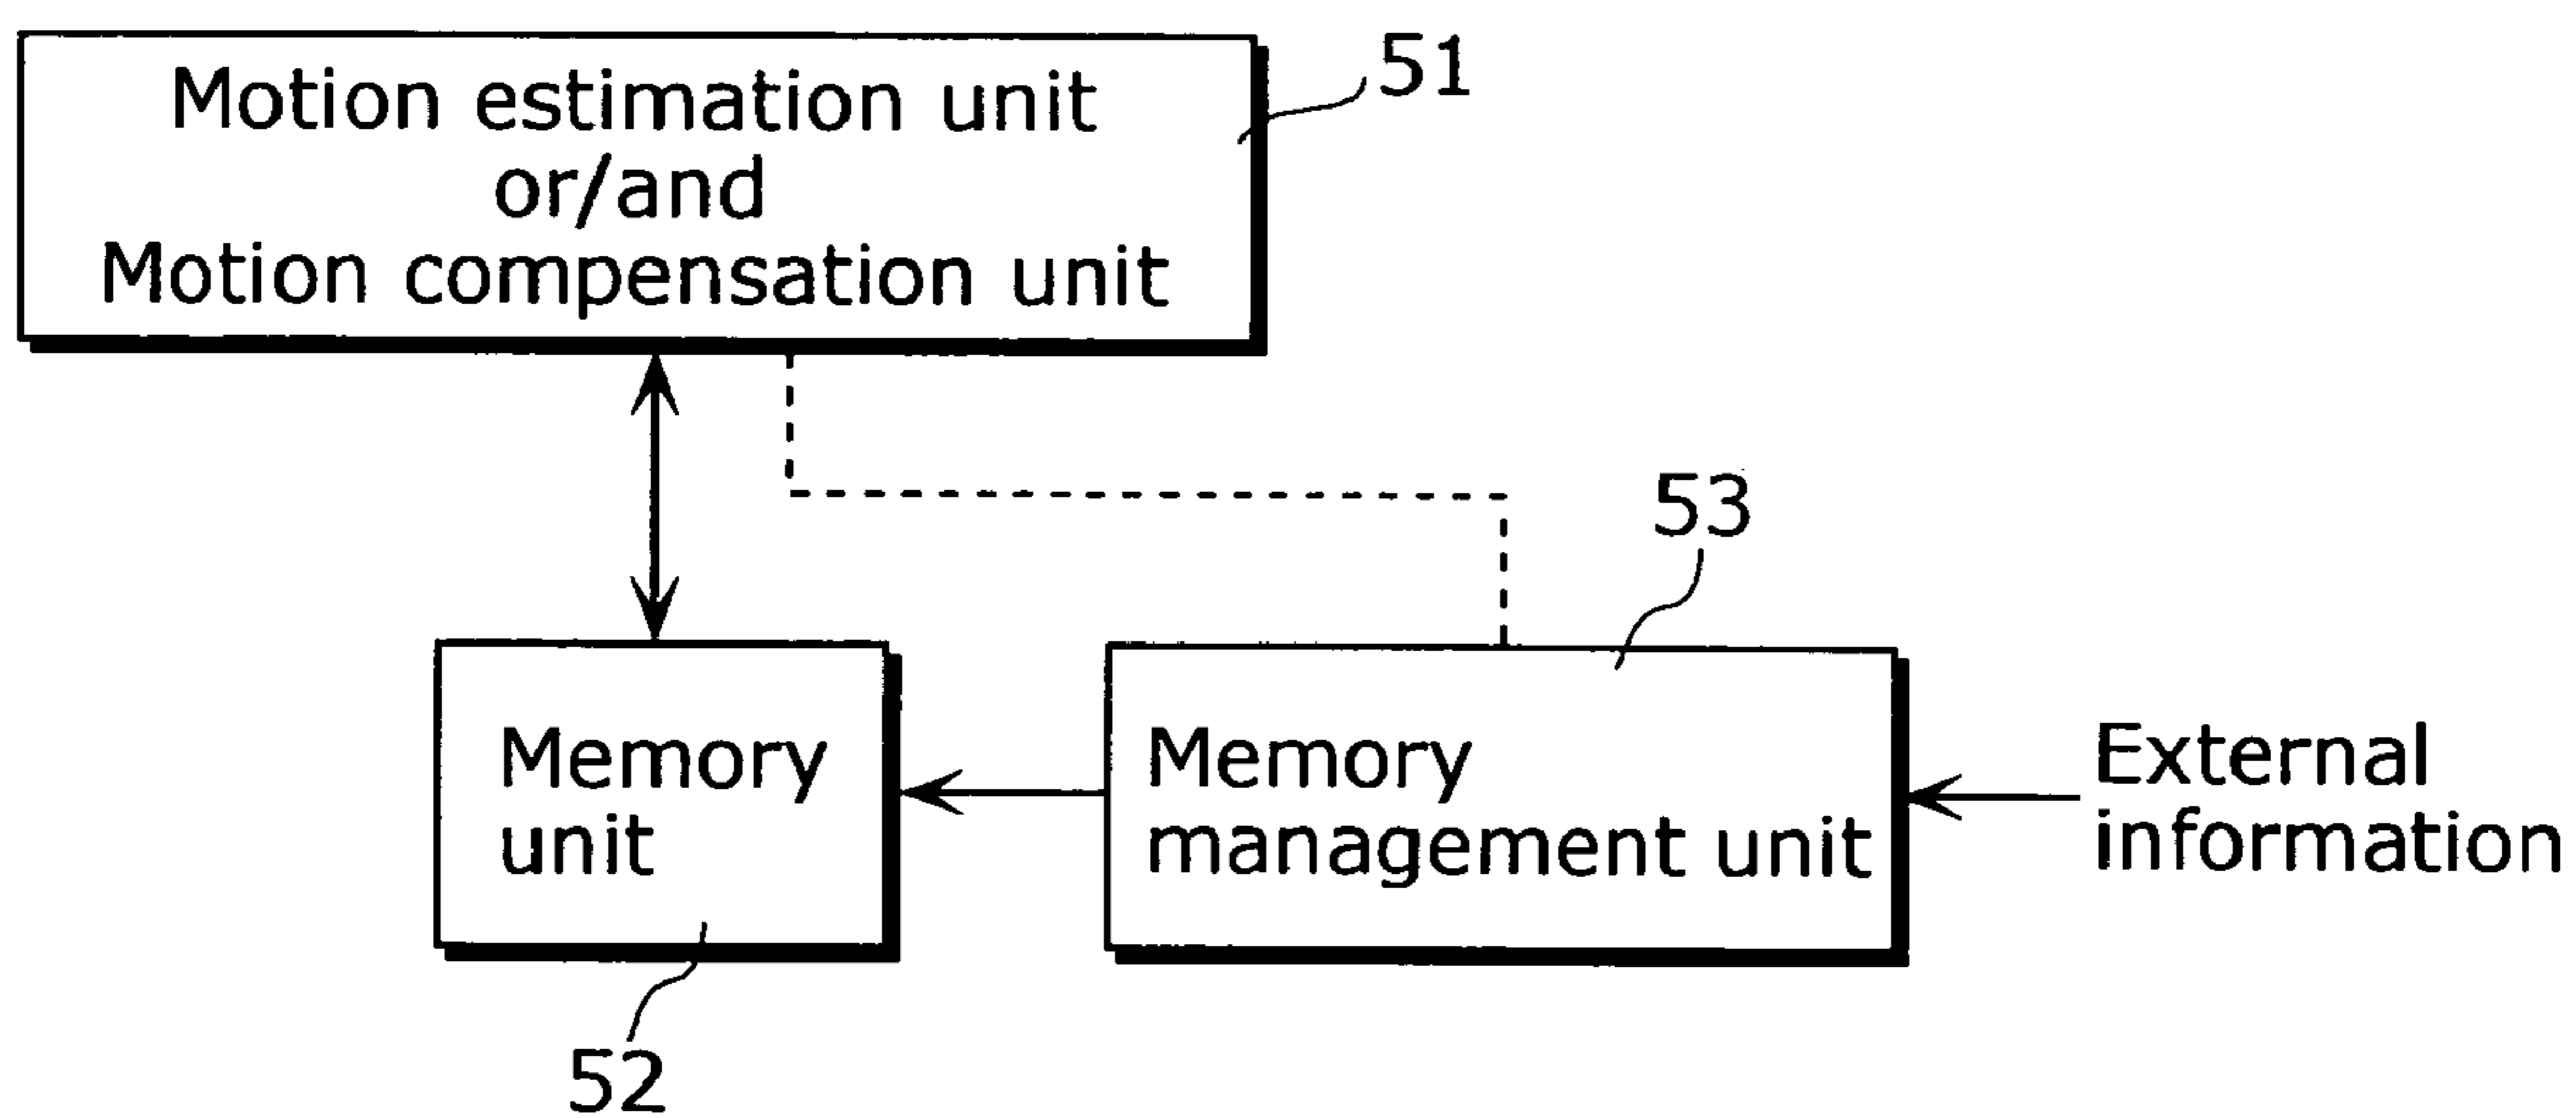 Motion estimation unit
or/and
Motion compensation unit
51
53
Memory
unit
Memory
management unit
External
information
52